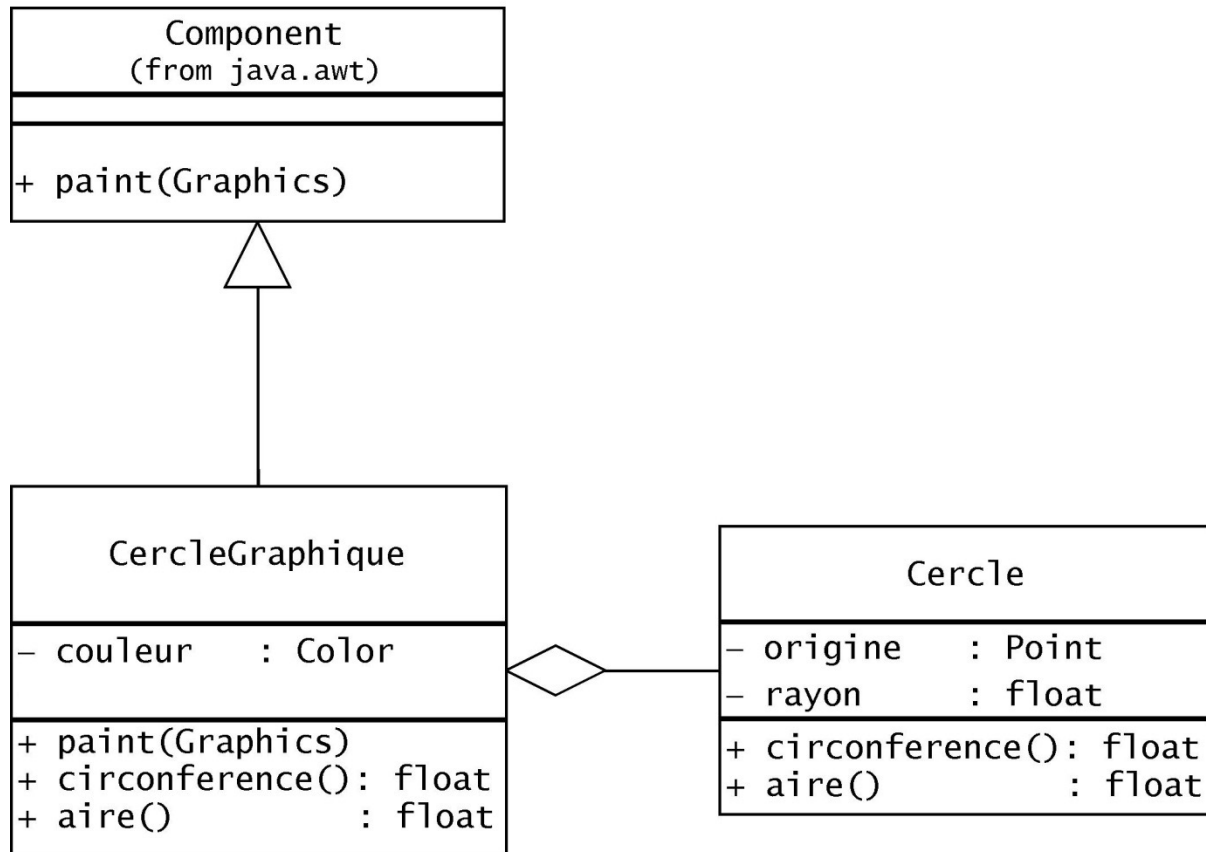 Component
(from java.awt)
+ paint(Graphics)
CercleGraphique
– couleur : Color
+ paint(Graphics)
+ circonference(): float
+ aire() : float
Cercle
– origine : Point
– rayon : float
+ circonference(): float
+ aire() : float